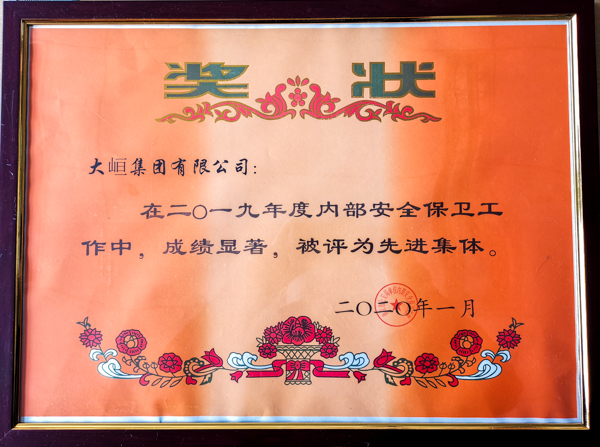 奖 状
大峘集团有限公司：
在二〇一九年度内部安全保卫工
作中，成绩显著，被评为先进集体。
二〇二〇年一月